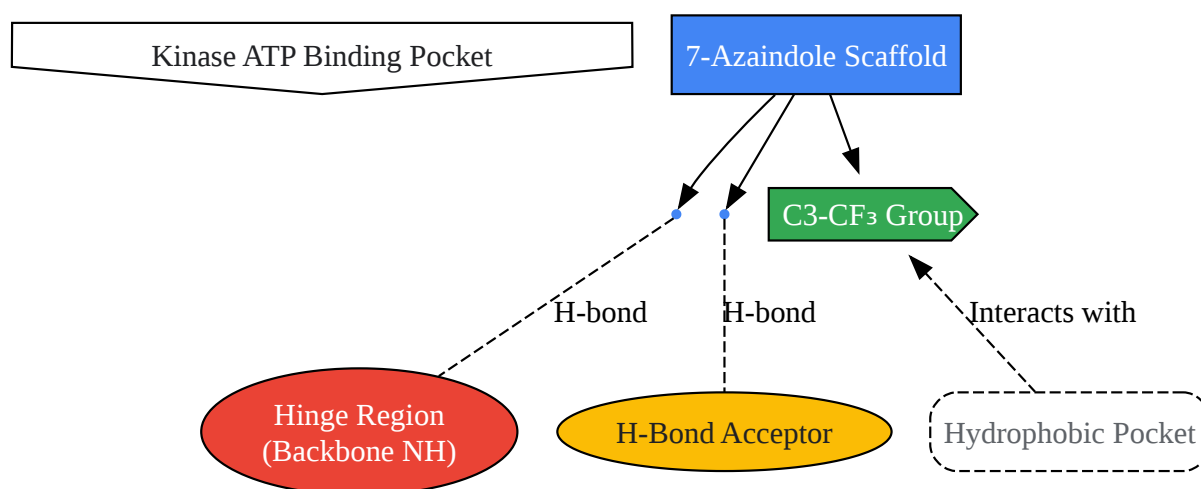 Kinase ATP Binding Pocket
7-Azaindole Scaffold
C3-CF₃ Group
H-bond
H-bond
Interacts with
Hinge Region
(Backbone NH)
H-Bond Acceptor
Hydrophobic Pocket